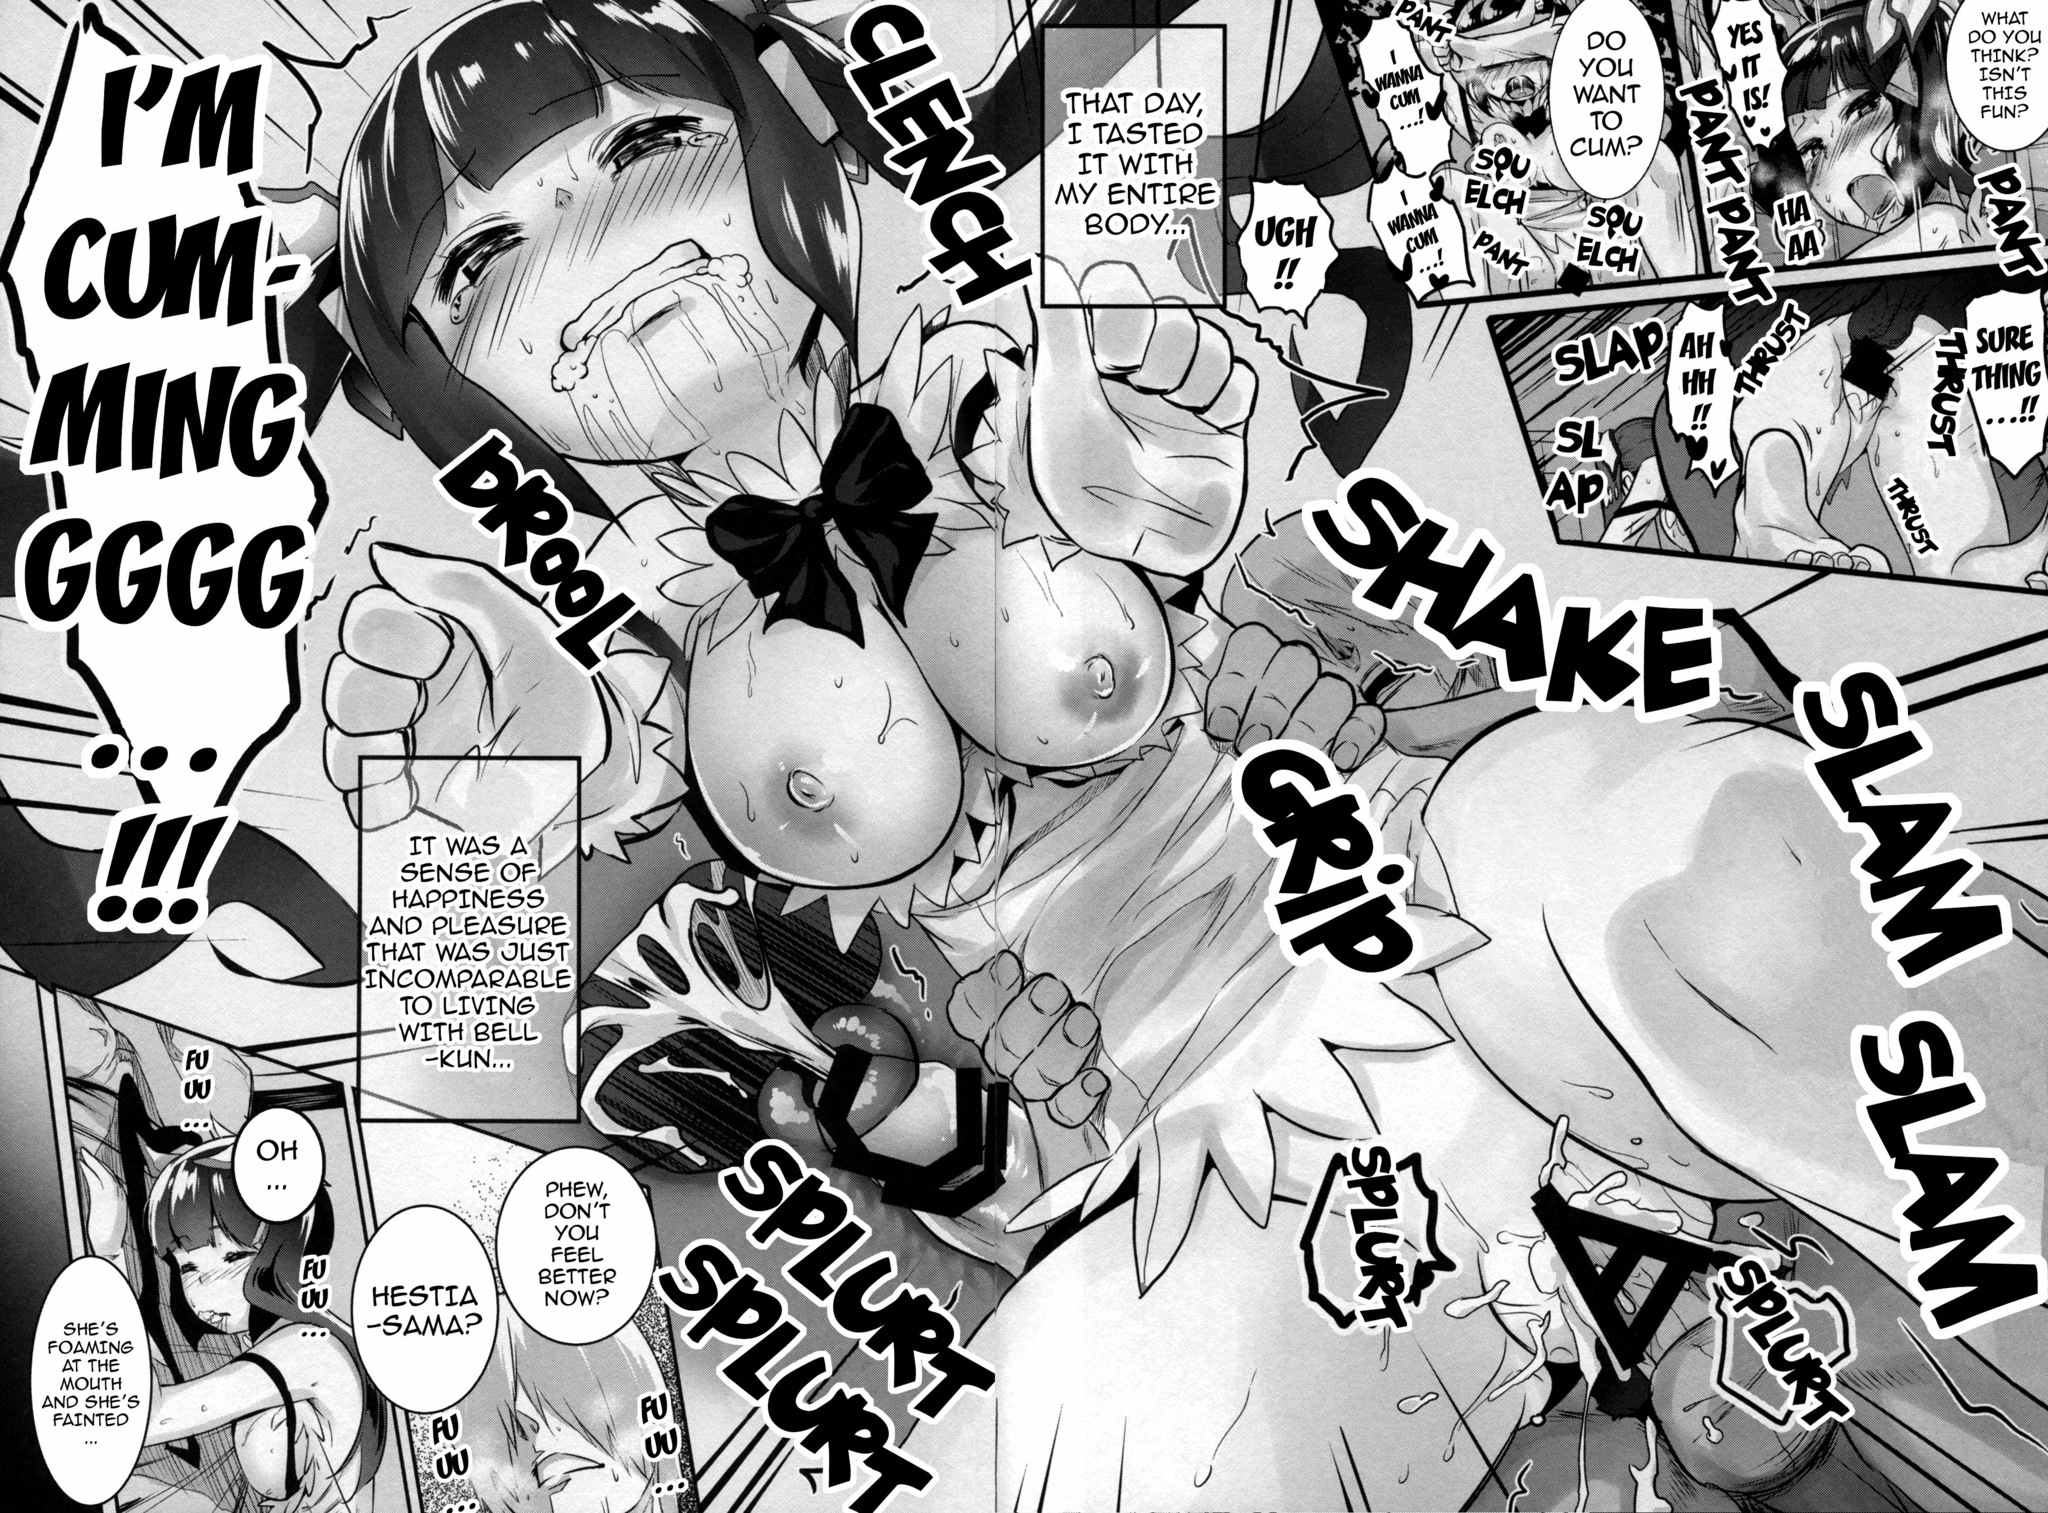 WHAT
DO YOU
THINK?
ISN'T
THIS
FUN?
YES
IT
IS!
HA
AA
PANT
PANT PANT
DO
YOU
WANT
TO
CUM?
PANT
I
WANNA
CUM
...!
I
WANNA
CUM
...!
SQU
ELCH
SQU
ELCH
PANT
SURE
THING
...!!
THRUST
THRUST
THRUST
AH
HH
!!
SLAP
SL
AP
UGH
!!
THAT DAY,
I TASTED
IT WITH
MY ENTIRE
BODY...
CLENCH
SHAKE
SLAM
SLAM
GRIP
DROOL
SPLURT
SPLURT
SPLURT
SPLURT
I'M
CUM-
MING
GGGG
...
!!!
IT WAS A
SENSE OF
HAPPINESS
AND PLEASURE
THAT WAS JUST
INCOMPARABLE
TO LIVING
WITH BELL
-KUN...
PHEW,
DON'T
YOU
FEEL
BETTER
NOW?
HESTIA
-SAMA?
FU
UU
...
FU
UU
...
OH
...
FU
UU
...
FU
UU
...
SHE'S
FOAMING
AT THE
MOUTH
AND SHE'S
FAINTED
...